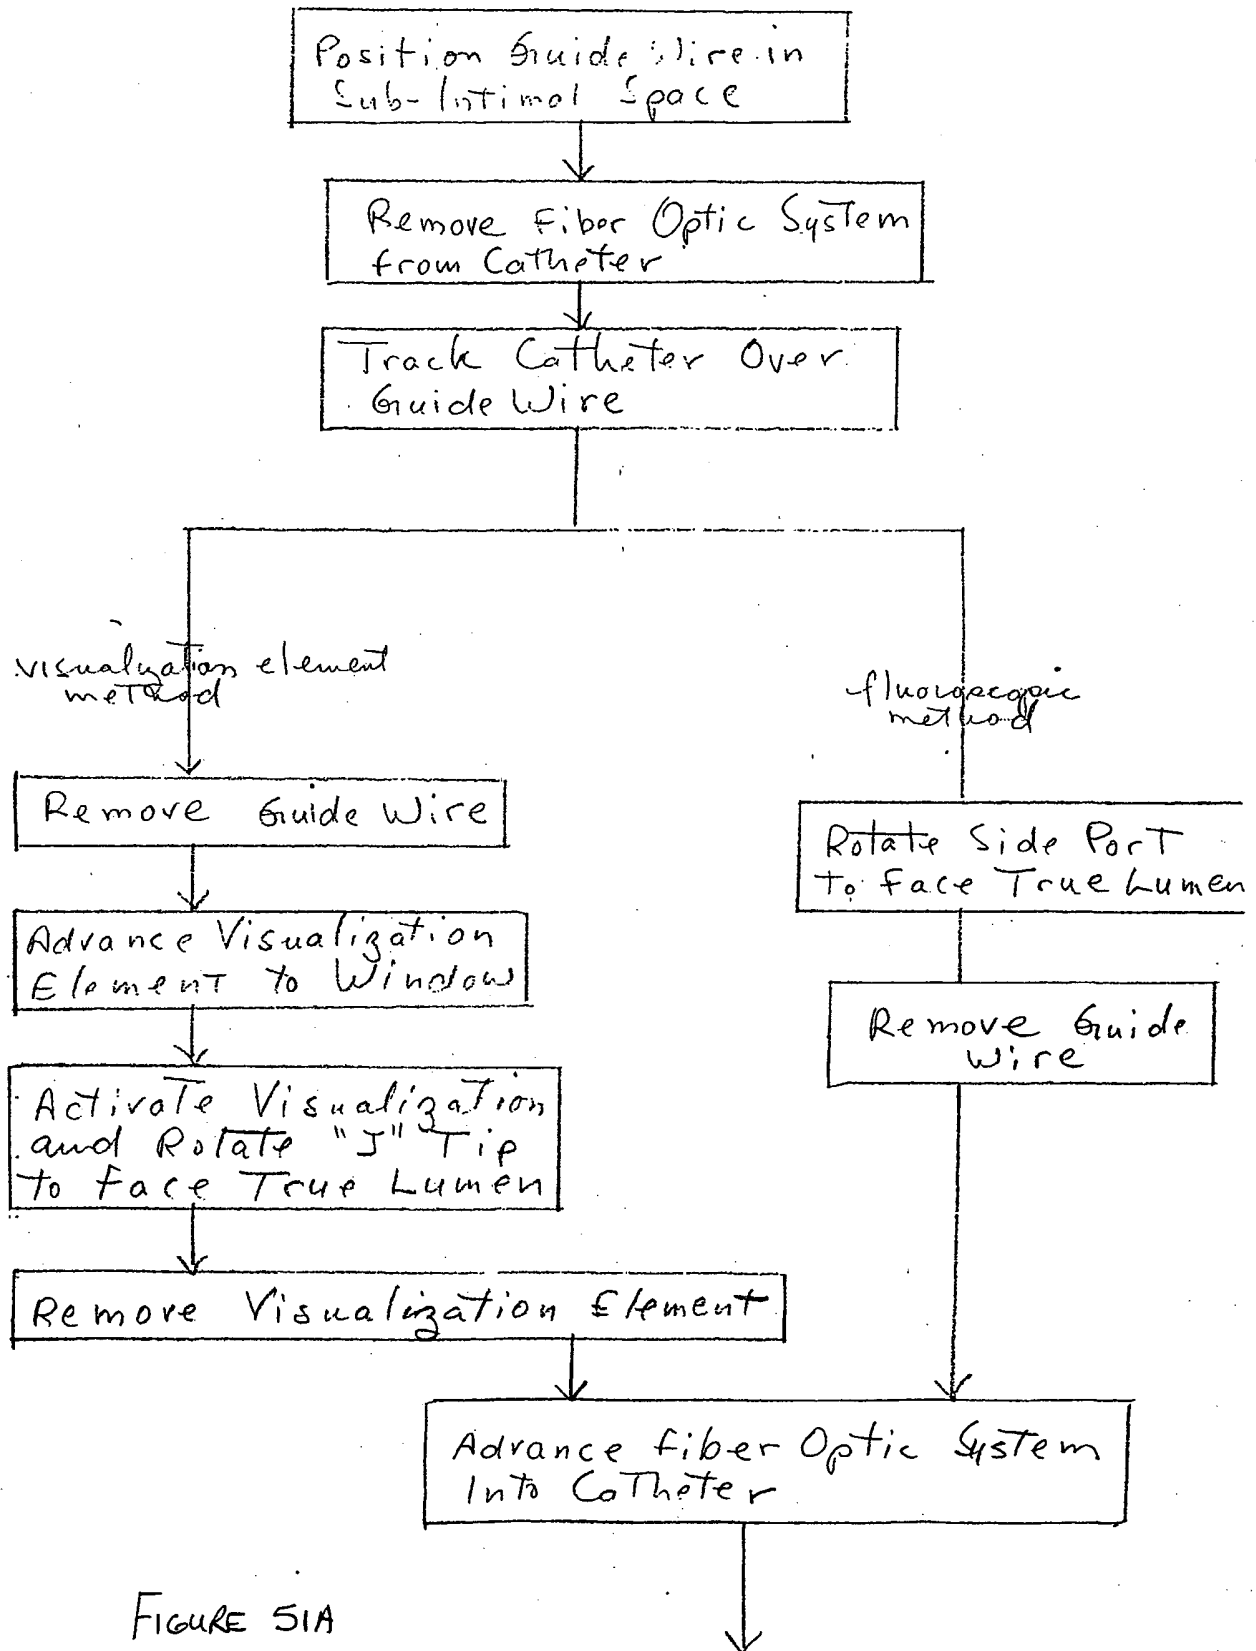 Position Guide Wire in
Sub-Intimal Space
Remove Fiber Optic System
from Catheter
Track Catheter Over
Guide Wire
visualization element
method
fluoroscopic
method
Remove Guide Wire
Rotate Side Port
to Face True Lumen
Advance Visualization
Element to Window
Remove Guide
Wire
Activate Visualization
and Rotate "J" Tip
to Face True Lumen
Remove Visualization Element
Advance Fiber Optic System
Into Catheter
FIGURE 51A